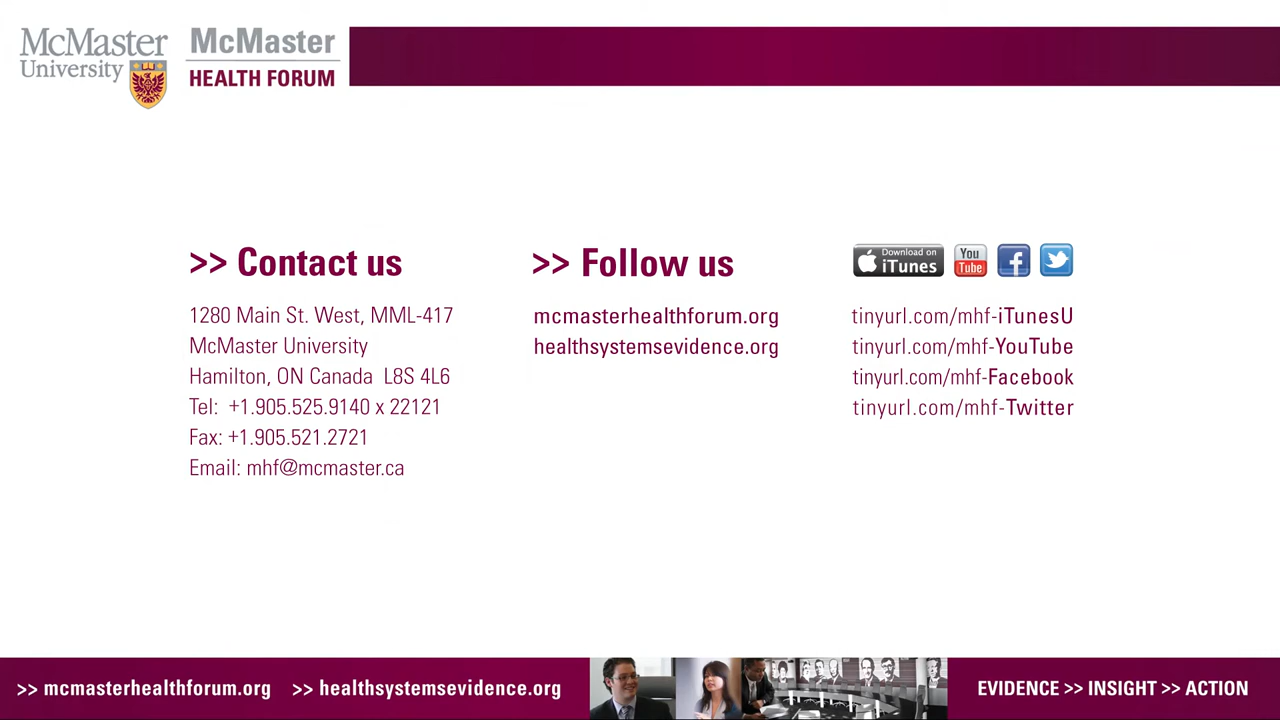 McMaster
University
McMaster
HEALTH FORUM
>> Contact us
1280 Main St. West, MML-417
McMaster University
Hamilton, ON Canada  L8S 4L6
Tel:  +1.905.525.9140 x 22121
Fax: +1.905.521.2721
Email: mhf@mcmaster.ca
>> Follow us
mcmasterhealthforum.org
healthsystemsevidence.org
Download on
iTunes
You
Tube
f
tinyurl.com/mhf-iTunesU
tinyurl.com/mhf-YouTube
tinyurl.com/mhf-Facebook
tinyurl.com/mhf-Twitter
>> mcmasterhealthforum.org >> healthsystemsevidence.org
EVIDENCE >> INSIGHT >> ACTION